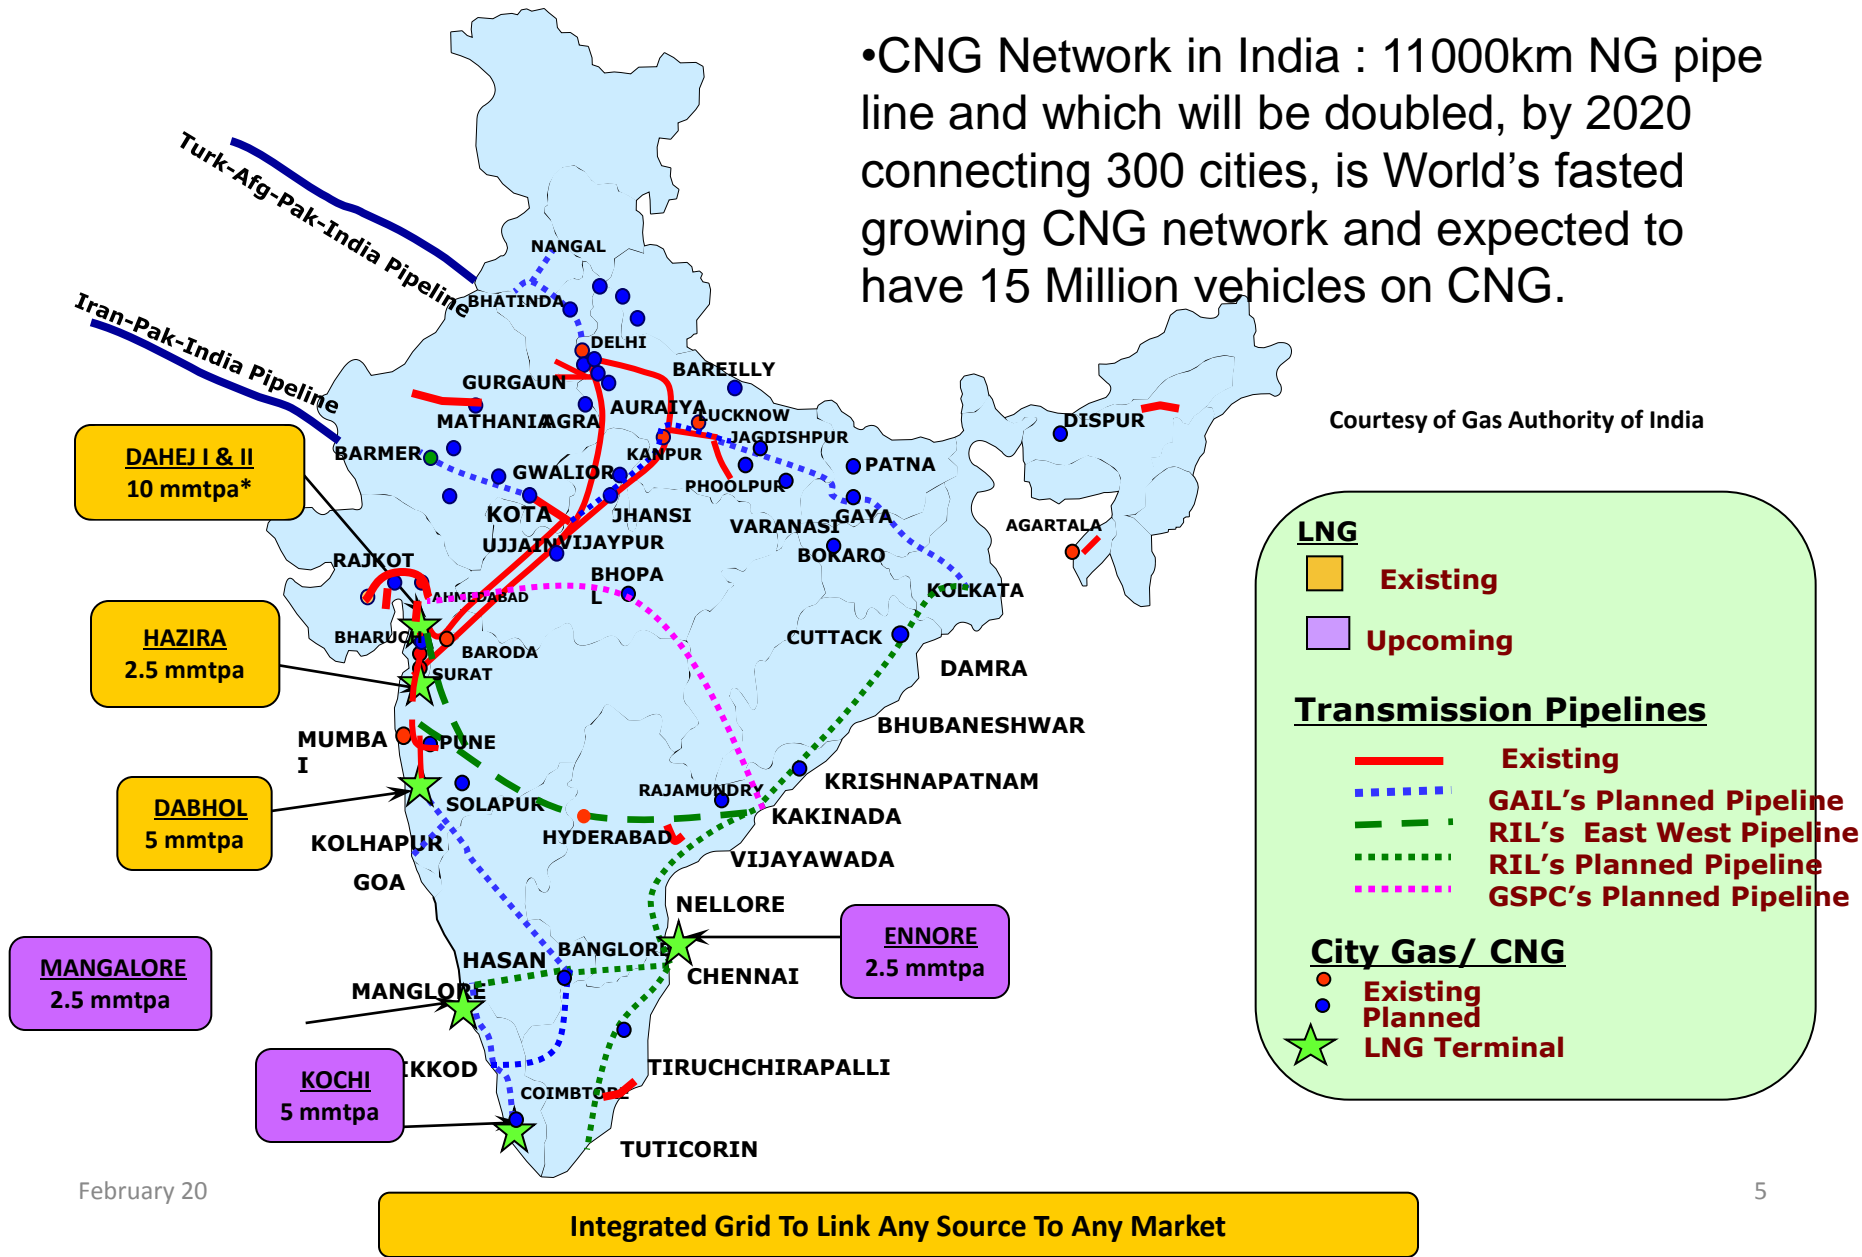 •CNG Network in India : 11000km NG pipe
line and which will be doubled, by 2020
connecting 300 cities, is World's fasted
growing CNG network and expected to
have 15 Million vehicles on CNG.
Turk-Afg-Pak-India Pipeline
Iran-Pak-India Pipeline
NANGAL
BHATINDA
DELHI
GURGAUN
BAREILLY
MATHANIA
AGRA
AURAIYA
LUCKNOW
JAGDISHPUR
DISPUR
Courtesy of Gas Authority of India
DAHEJ I & II
10 mmtpa*
BARMER
GWALIOR
KANPUR
PATNA
PHOOLPUR
KOTA
JHANSI
VARANASI
GAYA
AGARTALA
UJJAIN
VIJAYPUR
BOKARO
RAJKOT
BHOPA
L
KOLKATA
AHMEDABAD
HAZIRA
2.5 mmtpa
BHARUCH
BARODA
SURAT
CUTTACK
DAMRA
BHUBANESHWAR
MUMBA
I
PUNE
KRISHNAPATNAM
RAJAMUNDRY
SOLAPUR
KAKINADA
DABHOL
5 mmtpa
HYDERABAD
KOLHAPUR
VIJAYAWADA
GOA
NELLORE
ENNORE
2.5 mmtpa
HASAN
BANGLORE
CHENNAI
MANGALORE
2.5 mmtpa
MANGLORE
IKKOD
KOCHI
5 mmtpa
COIMBTORE
TIRUCHCHIRAPALLI
TUTICORIN
LNG
Existing
Upcoming
Transmission Pipelines
Existing
GAIL's Planned Pipeline
RIL's East West Pipeline
RIL's Planned Pipeline
GSPC's Planned Pipeline
City Gas/ CNG
Existing
Planned
LNG Terminal
February 20
5
Integrated Grid To Link Any Source To Any Market